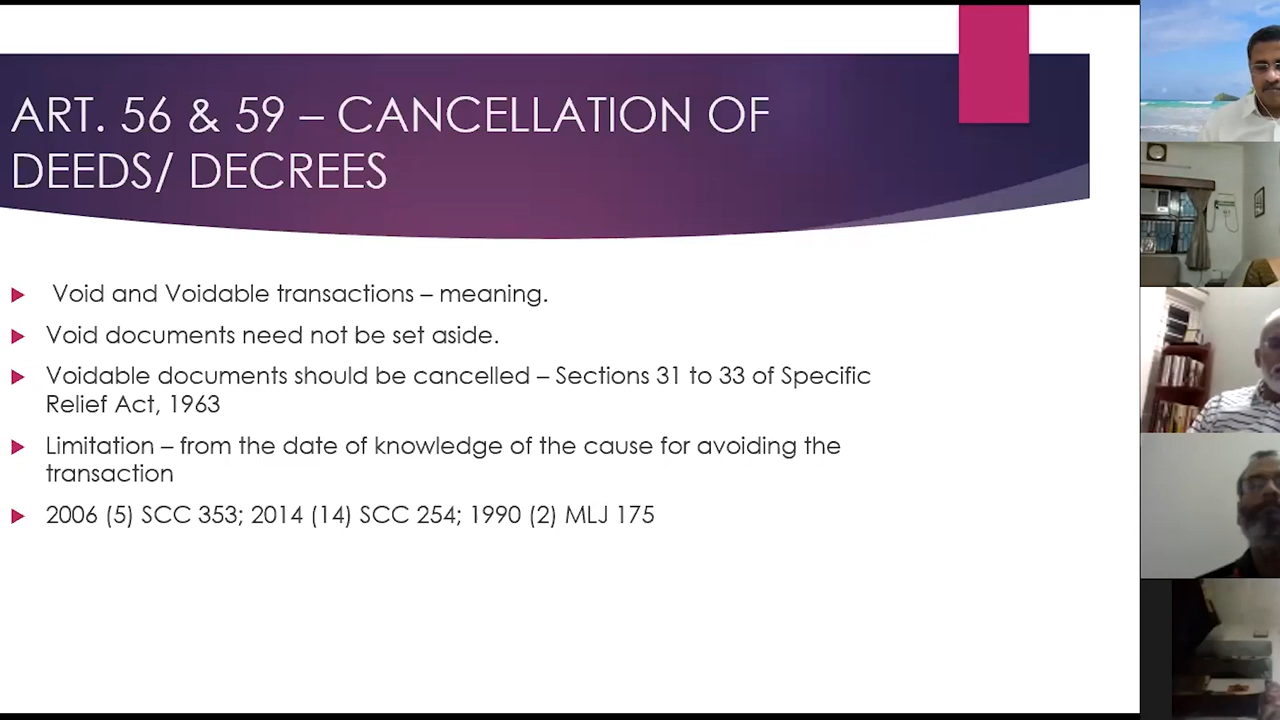 ART. 56 & 59 – CANCELLATION OF
DEEDS/ DECREES
Void and Voidable transactions – meaning.
Void documents need not be set aside.
Voidable documents should be cancelled – Sections 31 to 33 of Specific
Relief Act, 1963
Limitation – from the date of knowledge of the cause for avoiding the
transaction
2006 (5) SCC 353; 2014 (14) SCC 254; 1990 (2) MLJ 175